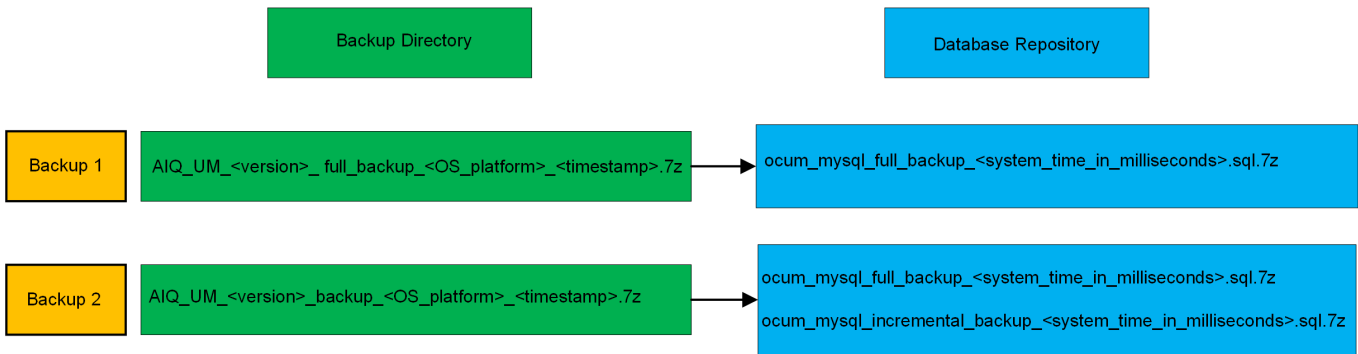 Backup Directory
Database Repository
Backup 1
AIQ_UM_<version>_ full_backup_<OS_platform>_<timestamp>.7z
ocum_mysql_full_backup_<system_time_in_milliseconds>.sql.7z
Backup 2
AIQ_UM_<version>_backup_<OS_platform>_<timestamp>.7z
ocum_mysql_full_backup_<system_time_in_milliseconds>.sql.7z
ocum_mysql_incremental_backup_<system_time_in_milliseconds>.sql.7z